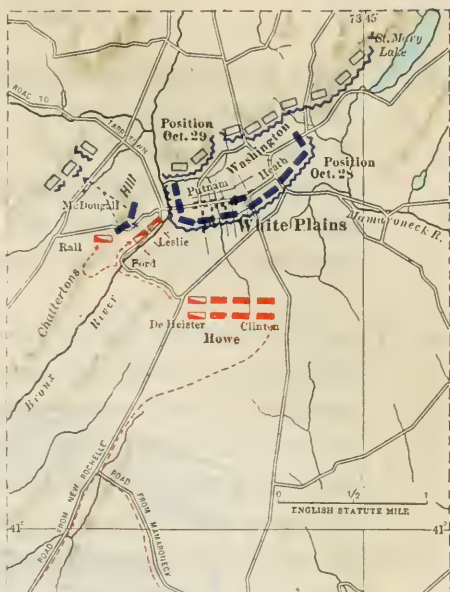 73°45'
St. Mary
Lake
ROAD TO
TARRYTOWN
Position
Oct. 29
Washington
Position
Oct. 28
Putnam
Heath
McDougall
Hill
White Plains
Mamaroneck R.
Rall
Leslie
Chattertons
Ford
Bronx River
De Heister
Clinton
Howe
0 1/2 1
ENGLISH STATUTE MILE
41°
41°
ROAD FROM NEW ROCHELLE
ROAD FROM MAMARONECK